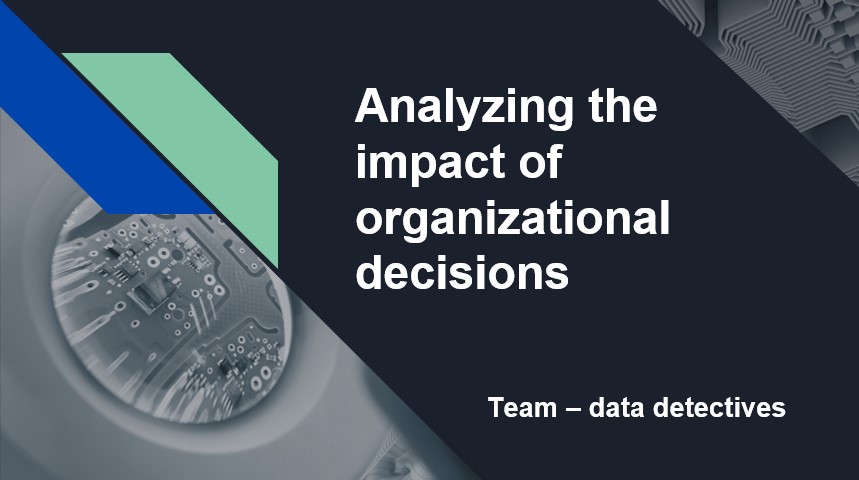 Analyzing the
impact of
organizational
decisions
Team – data detectives